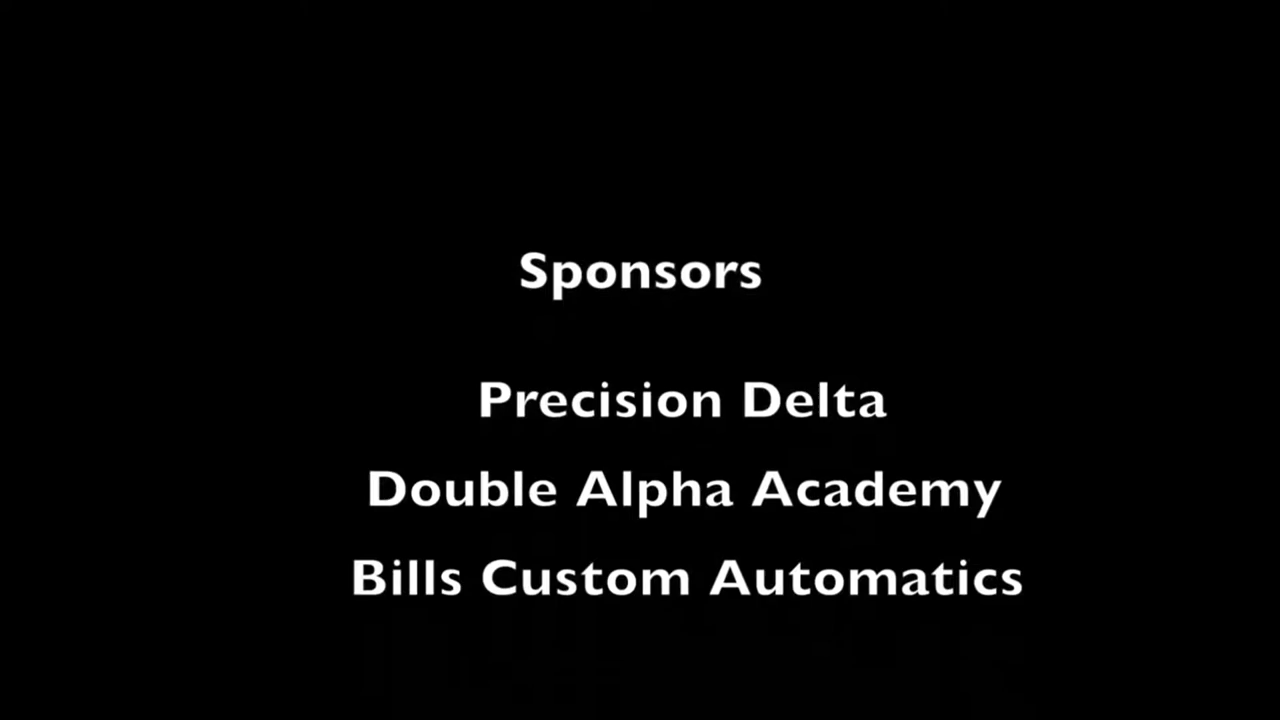 Sponsors
Precision Delta
Double Alpha Academy
Bills Custom Automatics